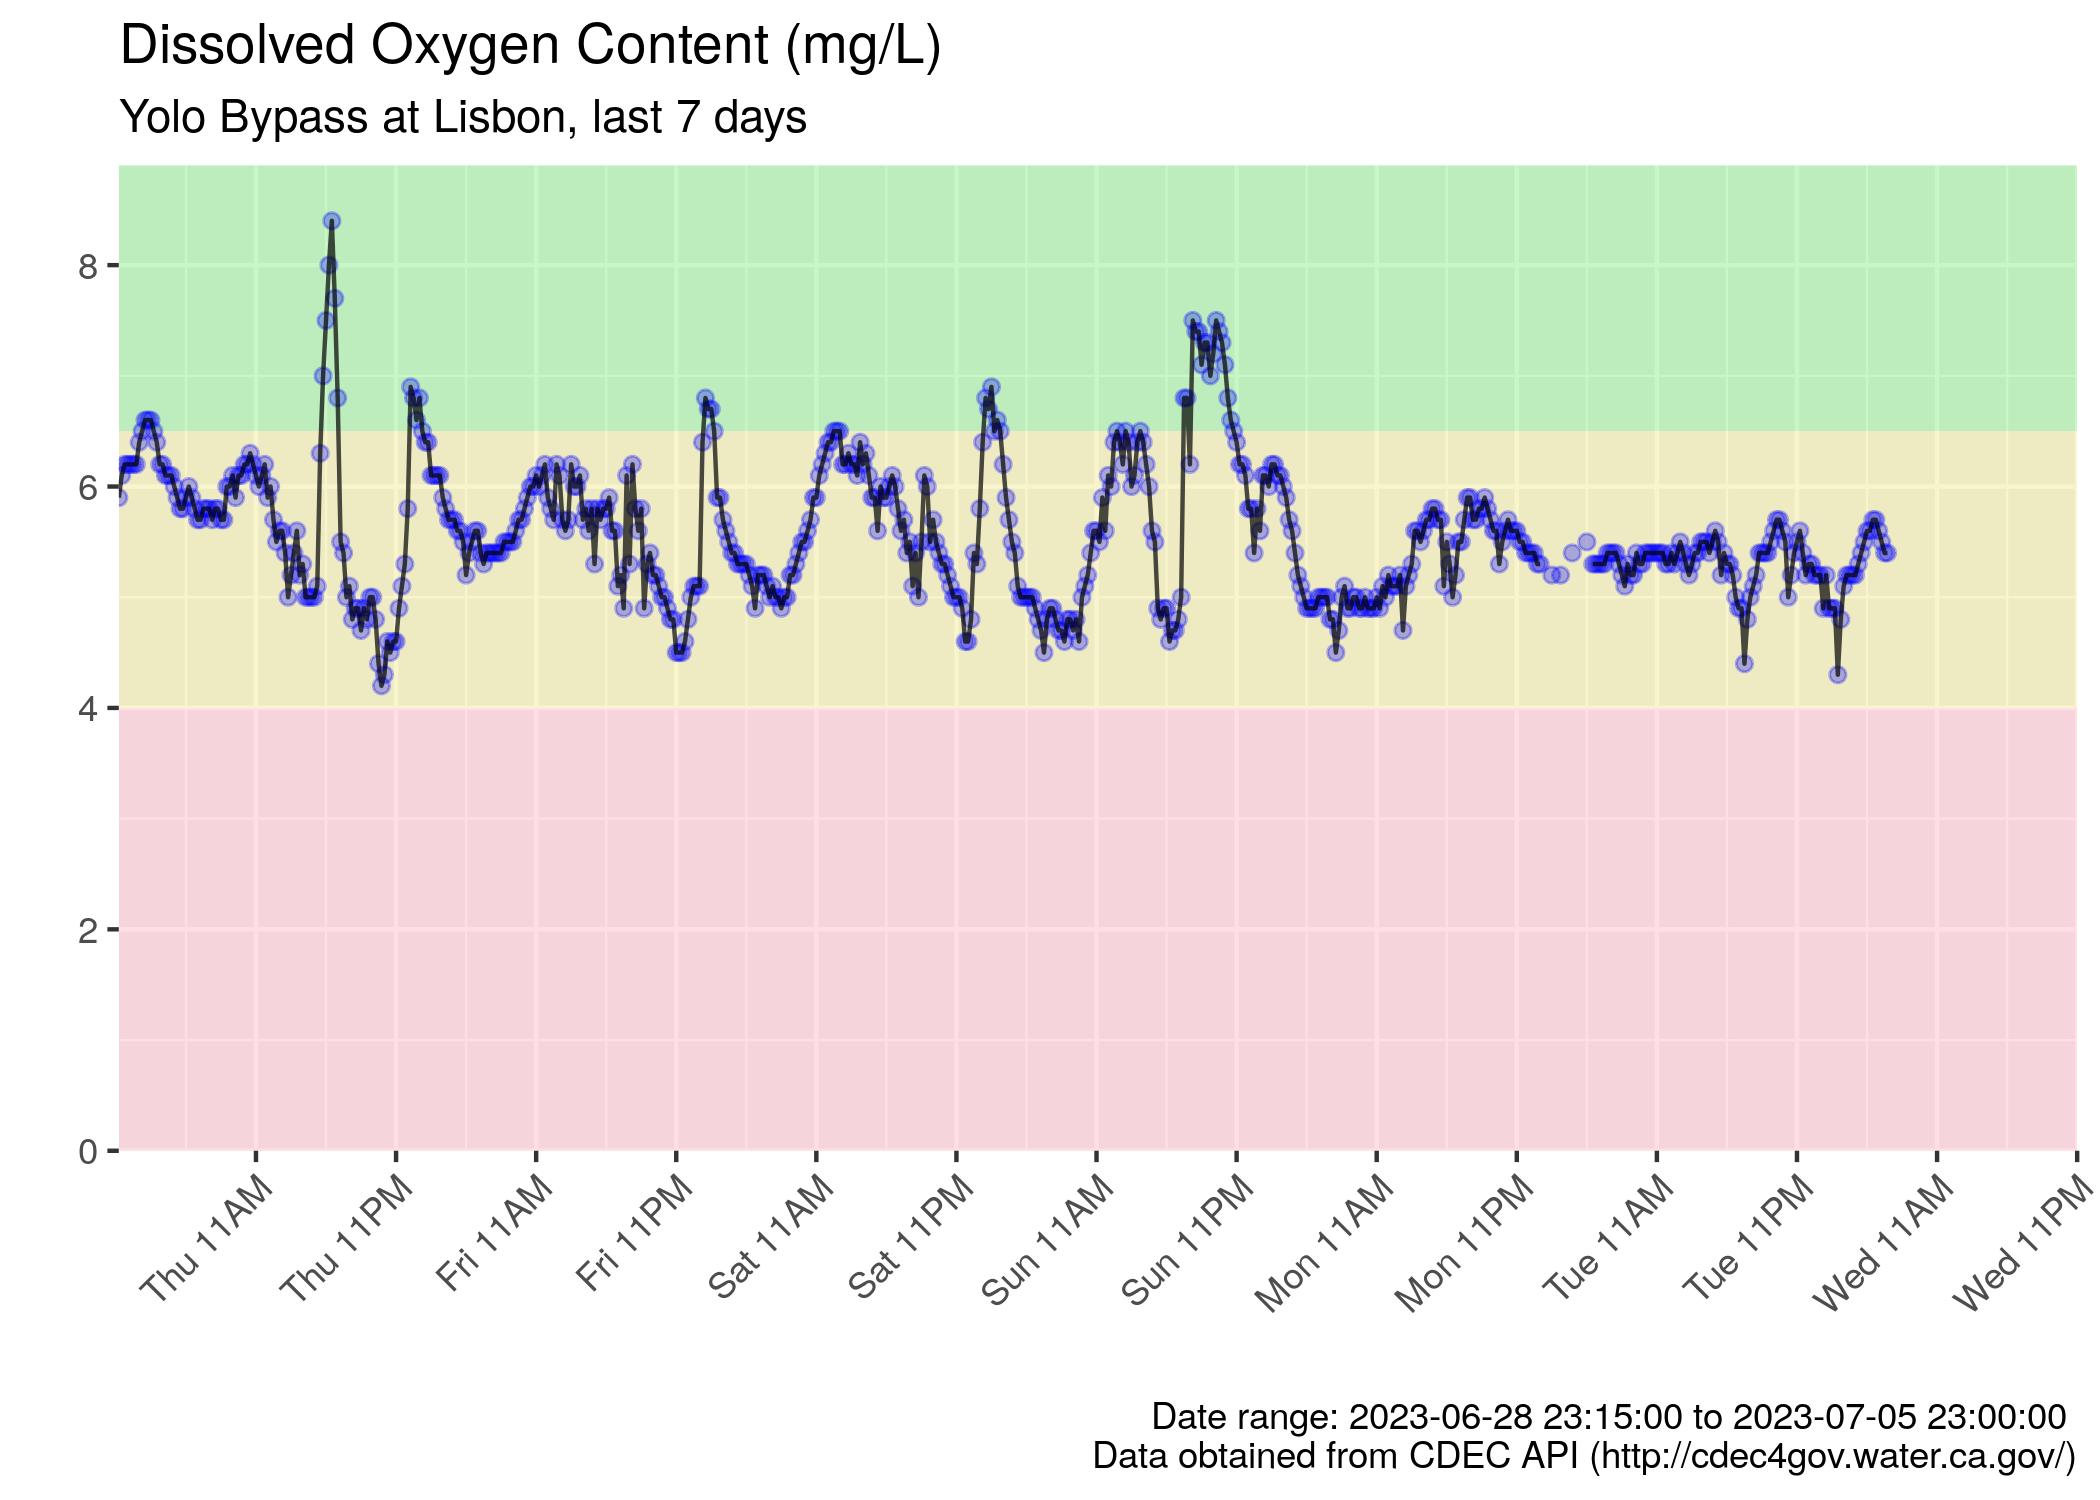 Dissolved Oxygen Content (mg/L)
Yolo Bypass at Lisbon, last 7 days
8
6
4
2
0
Thu 11AM
Thu 11PM
Fri 11AM
Fri 11PM
Sat 11AM
Sat 11PM
Sun 11AM
Sun 11PM
Mon 11AM
Mon 11PM
Tue 11AM
Tue 11PM
Wed 11AM
Wed 11PM
Date range: 2023-06-28 23:15:00 to 2023-07-05 23:00:00
Data obtained from CDEC API (http://cdec4gov.water.ca.gov/)